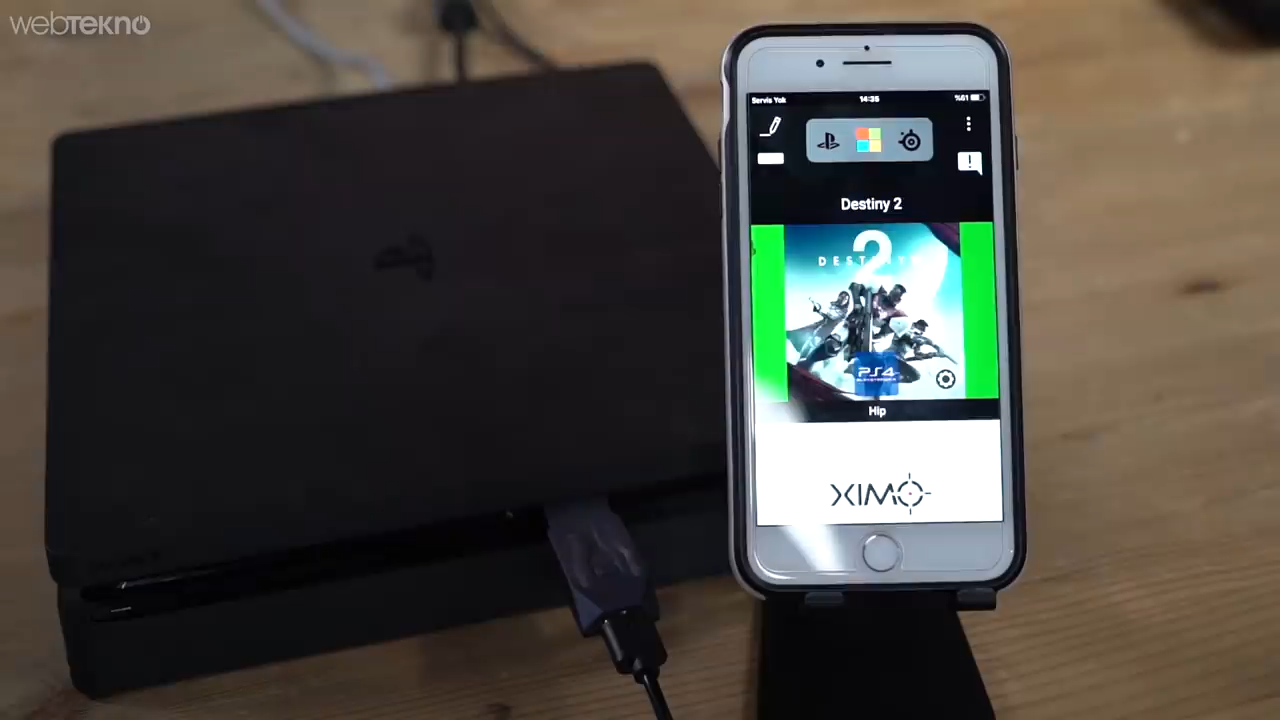 webTEKNO
Servis Yok
14:35
%61
Destiny 2
2
DESTINY
PS4
Hip
XIMO